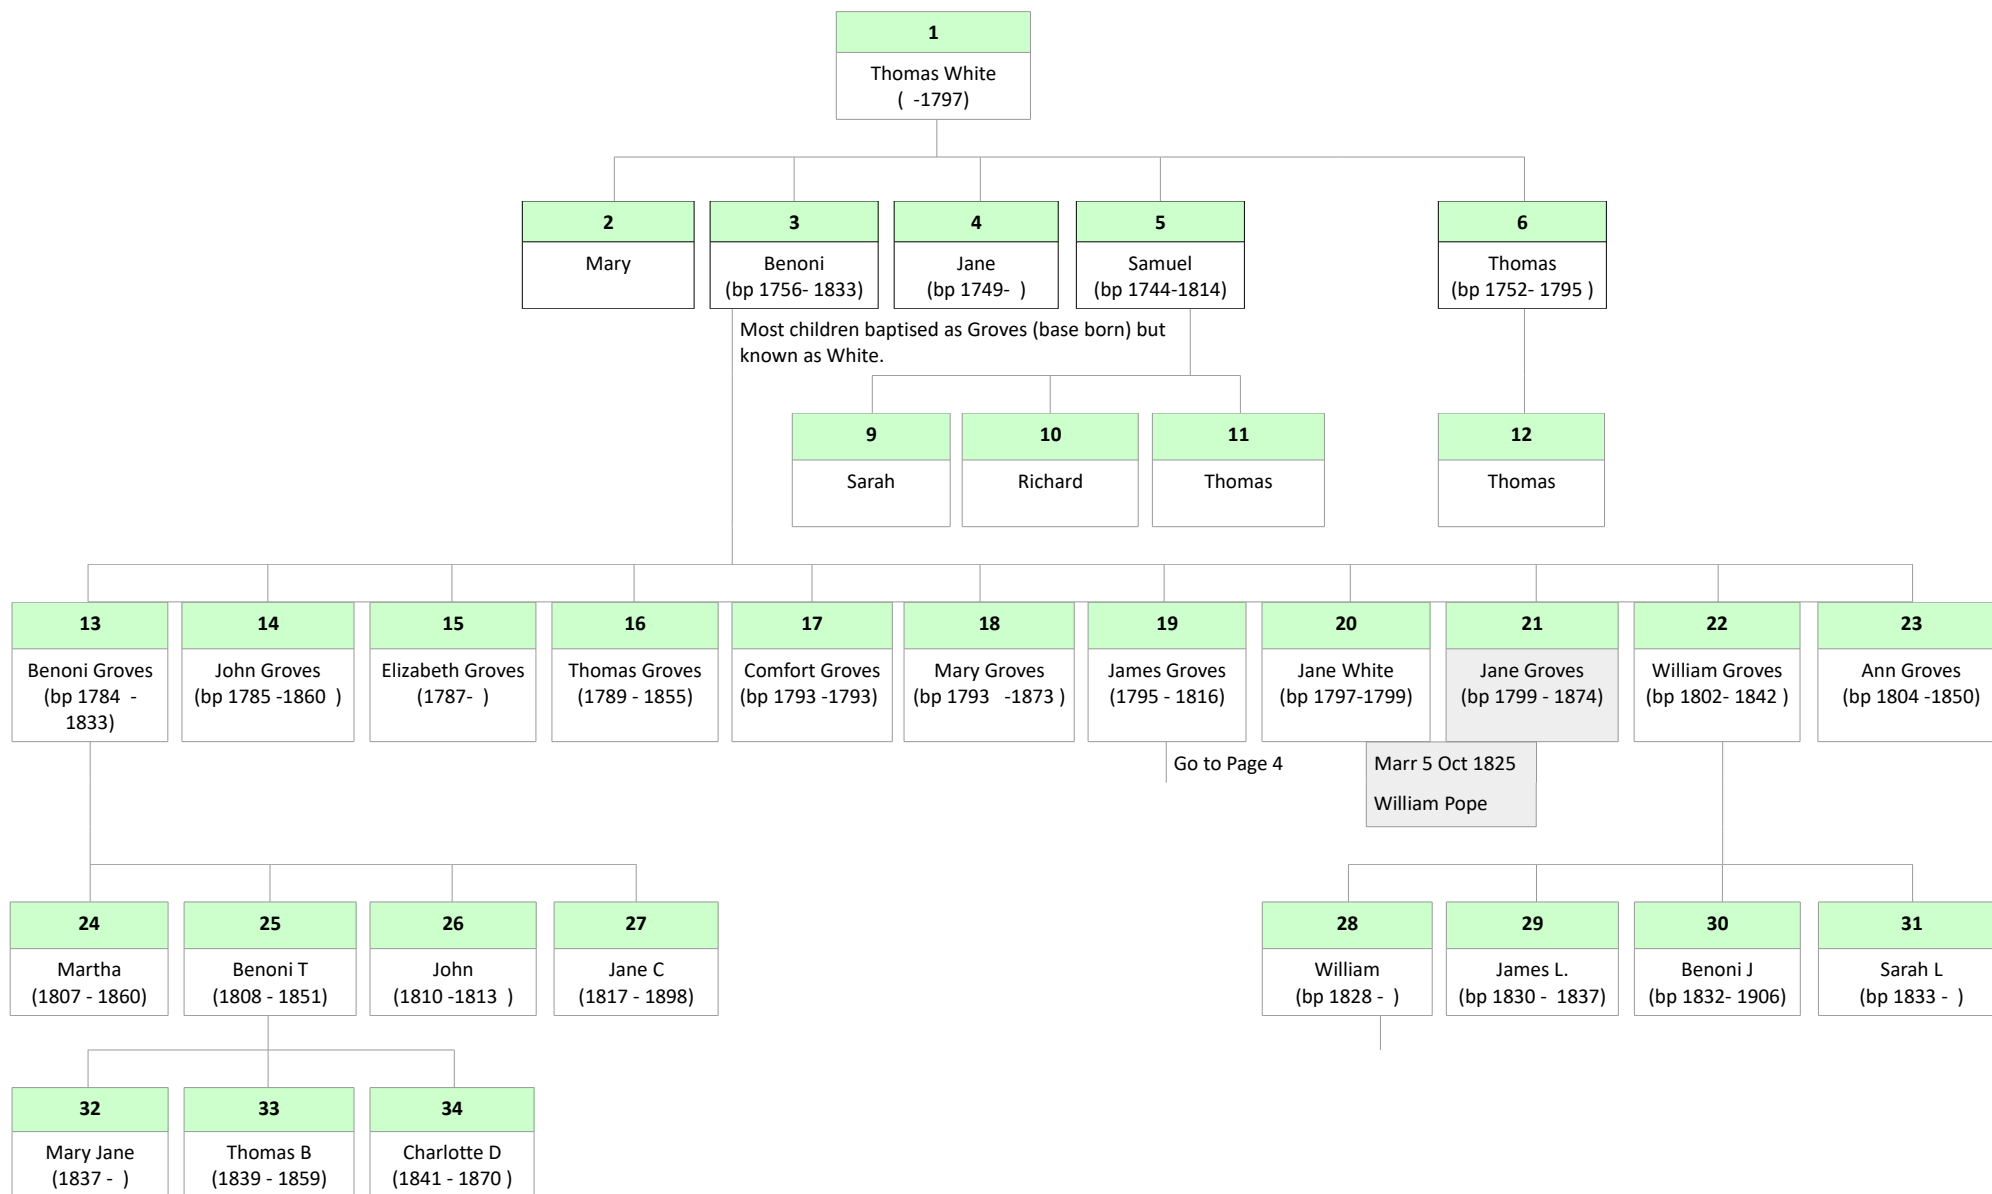 1
Thomas White
(  -1797)
2
Mary
3
Benoni
(bp 1756- 1833)
4
Jane
(bp 1749-  )
5
Samuel
(bp 1744-1814)
6
Thomas
(bp 1752- 1795 )
Most children baptised as Groves (base born) but
known as White.
9
Sarah
10
Richard
11
Thomas
12
Thomas
13
Benoni Groves
(bp 1784  -
1833)
14
John Groves
(bp 1785 -1860  )
15
Elizabeth Groves
(1787-  )
16
Thomas Groves
(1789 - 1855)
17
Comfort Groves
(bp 1793 -1793)
18
Mary Groves
(bp 1793   -1873 )
19
James Groves
(1795 - 1816)
20
Jane White
(bp 1797-1799)
21
Jane Groves
(bp 1799 - 1874)
22
William Groves
(bp 1802- 1842 )
23
Ann Groves
(bp 1804 -1850)
Go to Page 4
Marr 5 Oct 1825
William Pope
24
Martha
(1807 - 1860)
25
Benoni T
(1808 - 1851)
26
John
(1810 -1813  )
27
Jane C
(1817 - 1898)
28
William
(bp 1828 -  )
29
James L.
(bp 1830 -  1837)
30
Benoni J
(bp 1832- 1906)
31
Sarah L
(bp 1833 -  )
32
Mary Jane
(1837 -  )
33
Thomas B
(1839 - 1859)
34
Charlotte D
(1841 - 1870 )